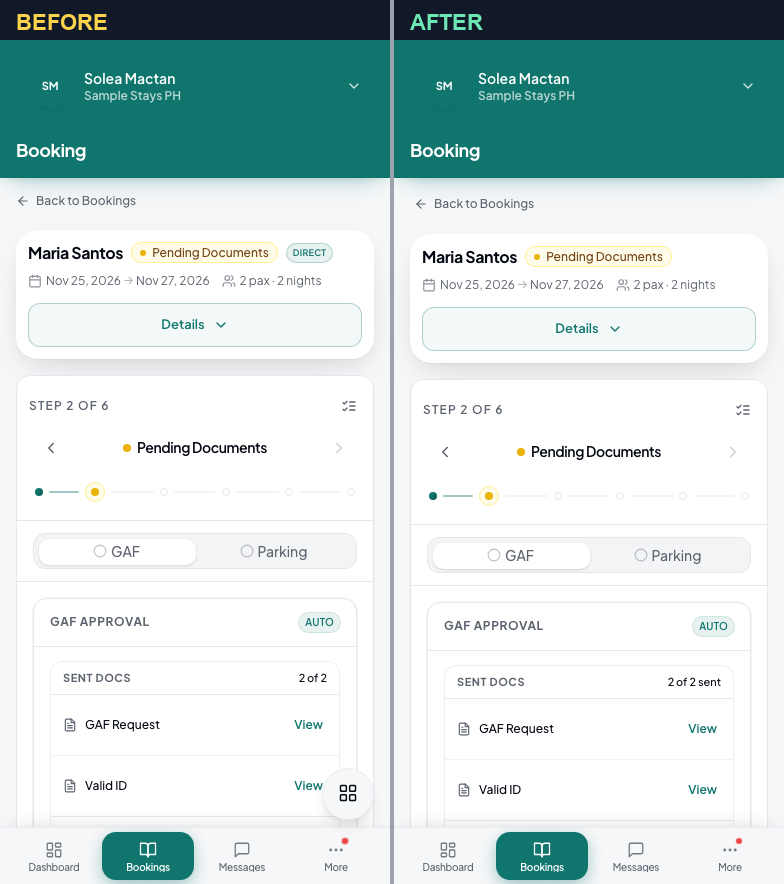 BEFORE
SM
Solea Mactan
Sample Stays PH
Booking
Back to Bookings
Maria Santos Pending Documents DIRECT
Nov 25, 2026 → Nov 27, 2026 2 pax · 2 nights
Details
STEP 2 OF 6
Pending Documents
GAF Parking
GAF APPROVAL AUTO
SENT DOCS 2 of 2
GAF Request View
Valid ID View
Dashboard Bookings Messages More
AFTER
SM
Solea Mactan
Sample Stays PH
Booking
Back to Bookings
Maria Santos Pending Documents
Nov 25, 2026 → Nov 27, 2026 2 pax · 2 nights
Details
STEP 2 OF 6
Pending Documents
GAF Parking
GAF APPROVAL AUTO
SENT DOCS 2 of 2 sent
GAF Request View
Valid ID View
Dashboard Bookings Messages More